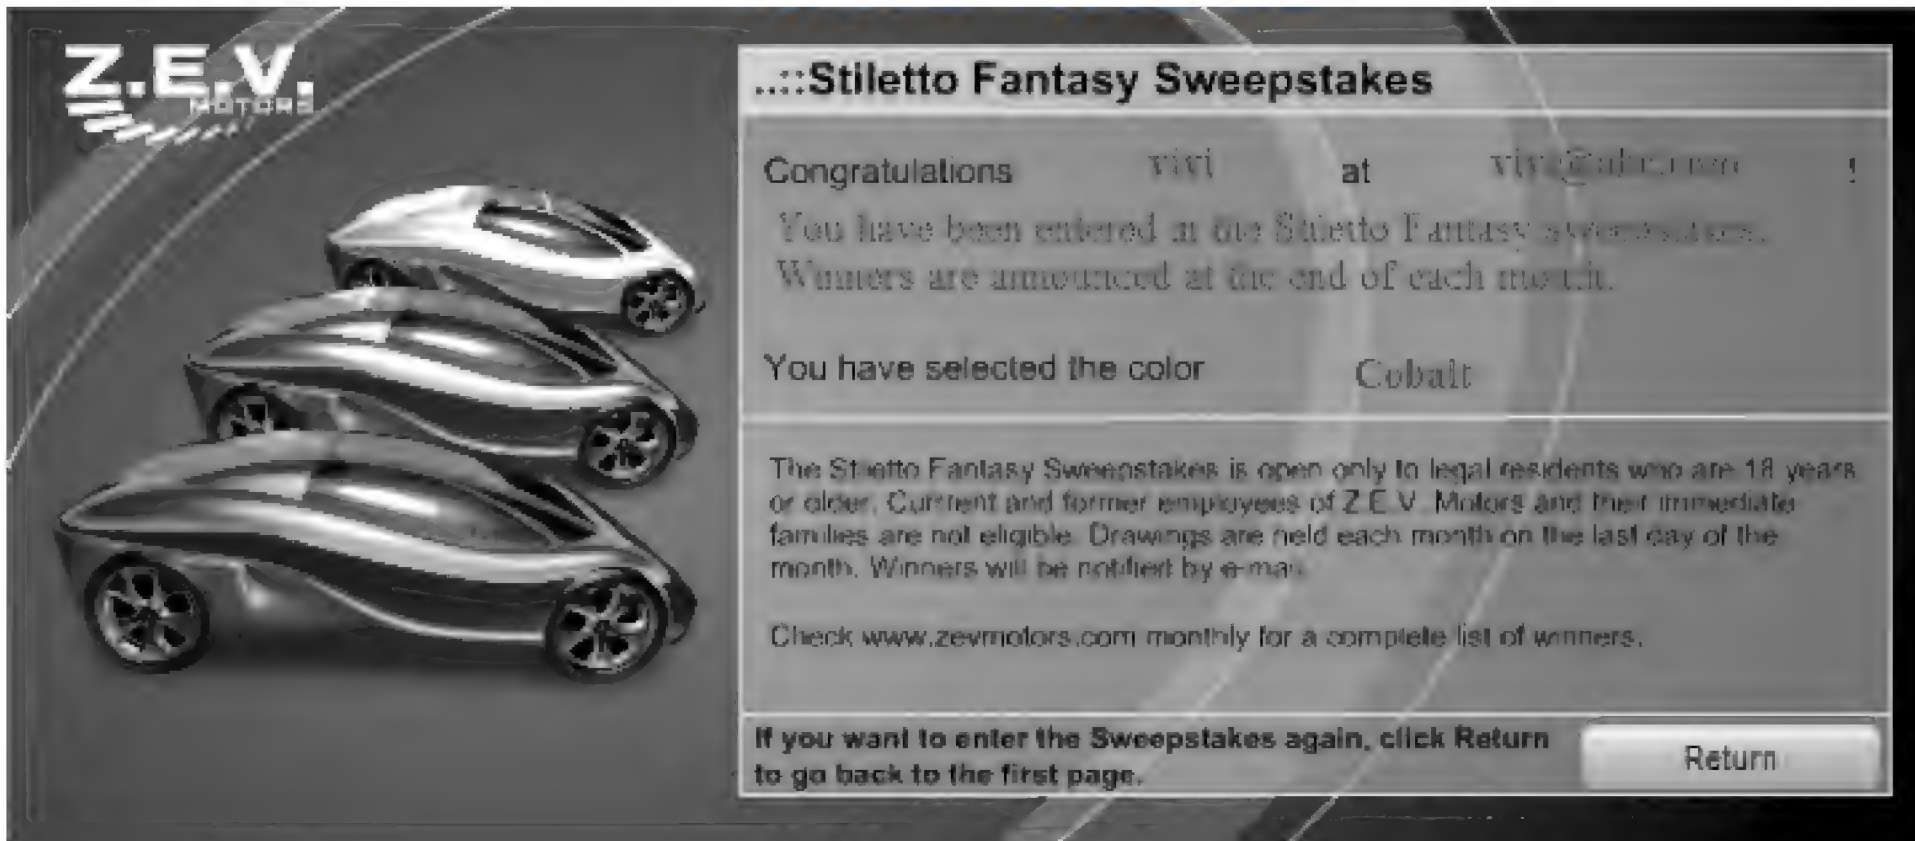 Z.E.V.
MOTORS
..::Stiletto Fantasy Sweepstakes
Congratulations vivi at !
You have been entered in the Stiletto Fantasy sweepstakes.
Winners are announced at the end of each month.
You have selected the color Cobalt
The Stiletto Fantasy Sweepstakes is open only to legal residents who are 18 years
or older. Current and former employees of Z.E.V. Motors and their immediate
families are not eligible. Drawings are held each month on the last day of the
month. Winners will be notified by e-mail.
Check www.zevmotors.com monthly for a complete list of winners.
If you want to enter the Sweepstakes again, click Return
to go back to the first page.
Return